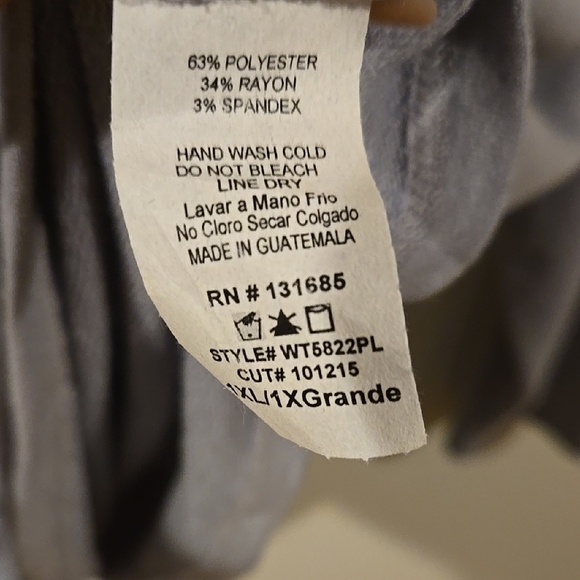 63% POLYESTER
34% RAYON
3% SPANDEX
HAND WASH COLD
DO NOT BLEACH
LINE DRY
Lavar a Mano Frio
No Cloro Secar Colgado
MADE IN GUATEMALA
RN # 131685
STYLE# WT5822PL
CUT# 101215
1XL/1XGrande